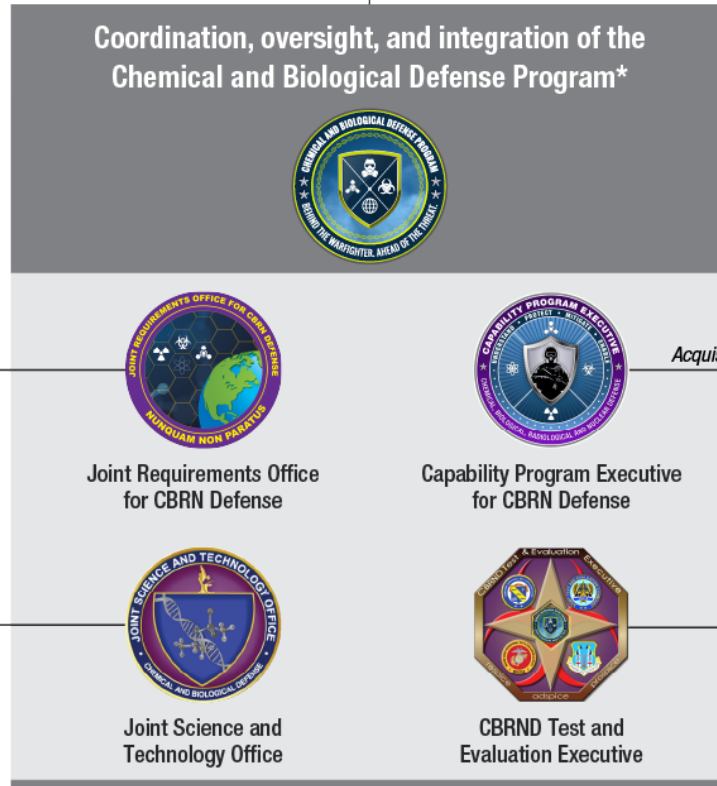 Coordination, oversight, and integration of the
Chemical and Biological Defense Program*
CHEMICAL AND BIOLOGICAL DEFENSE PROGRAM
BEHIND THE WARFIGHTER. AHEAD OF THE THREAT.
JOINT REQUIREMENTS OFFICE FOR CBRN DEFENSE
NUNQUAM NON PARATUS
Joint Requirements Office
for CBRN Defense
CAPABILITY PROGRAM EXECUTIVE
UNDERSTAND • PROTECT • MITIGATE • ENABLE
CHEMICAL, BIOLOGICAL, RADIOLOGICAL AND NUCLEAR DEFENSE
Acquis
Capability Program Executive
for CBRN Defense
JOINT SCIENCE AND TECHNOLOGY OFFICE
CHEMICAL AND BIOLOGICAL DEFENSE
Joint Science and
Technology Office
CBRND Test & Evaluation Executive
respice
adspice
prospice
CBRND Test and
Evaluation Executive